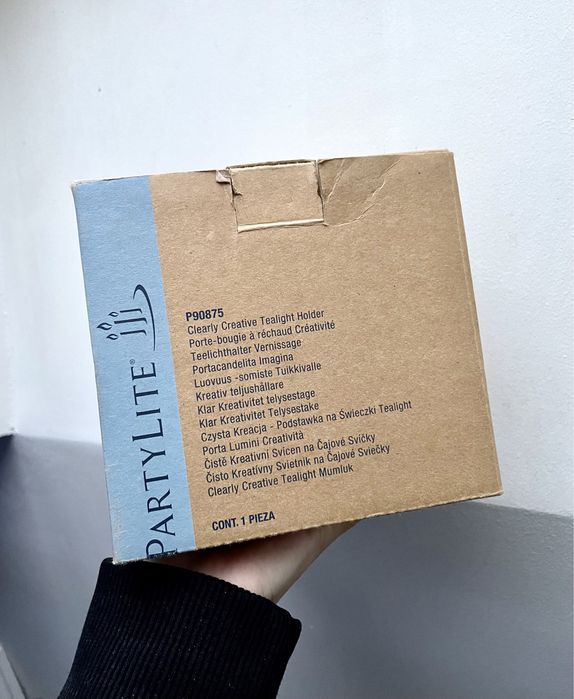 PARTYLITE®
P90875
Clearly Creative Tealight Holder
Porte-bougie à réchaud Créativité
Teelichthalter Vernissage
Portacandelita Imagina
Luovuus -somiste Tuikkivalle
Kreativ teljushållare
Klar Kreativitet telysestage
Klar Kreativitet Telysestake
Czysta Kreacja - Podstawka na Świeczki Tealight
Porta Lumini Creatività
Čistě Kreativní Svícen na Čajové Svíčky
Čisto Kreatívny Svietnik na Čajové Sviečky
Clearly Creative Tealight Mumluk
CONT. 1 PIEZA